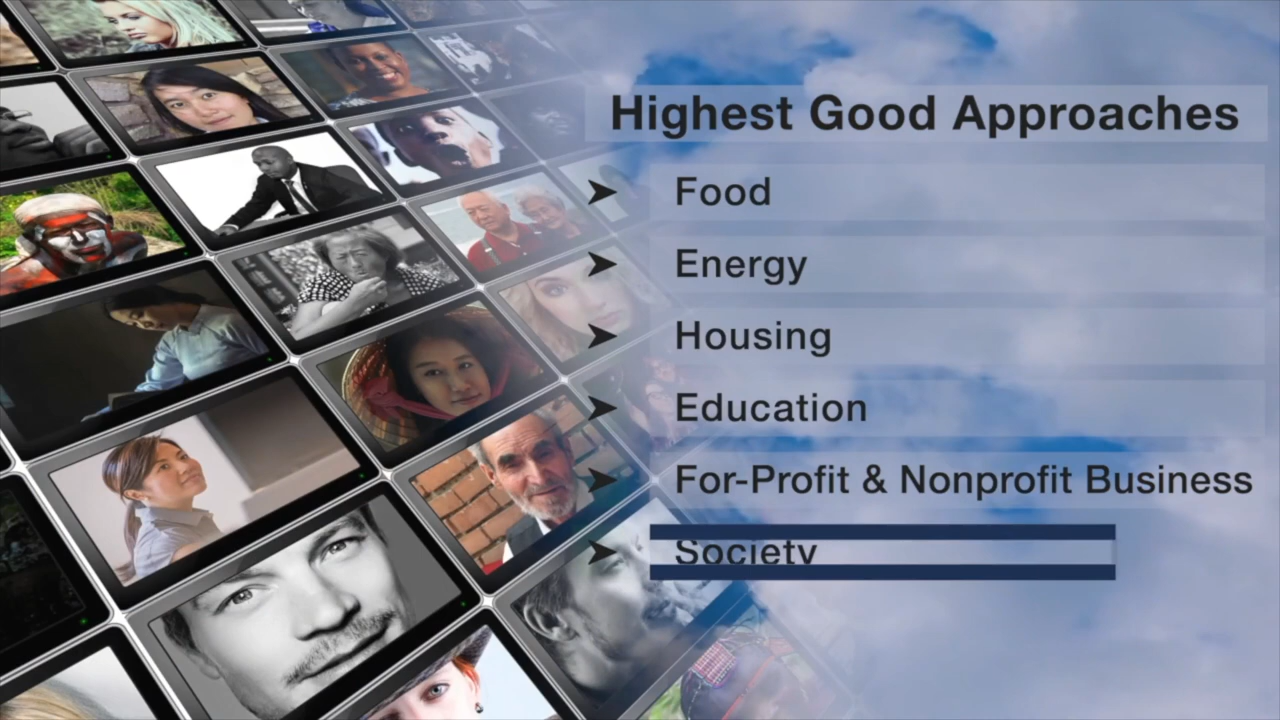 Highest Good Approaches
➤ Food
➤ Energy
➤ Housing
➤ Education
➤ For-Profit & Nonprofit Business
➤ Society